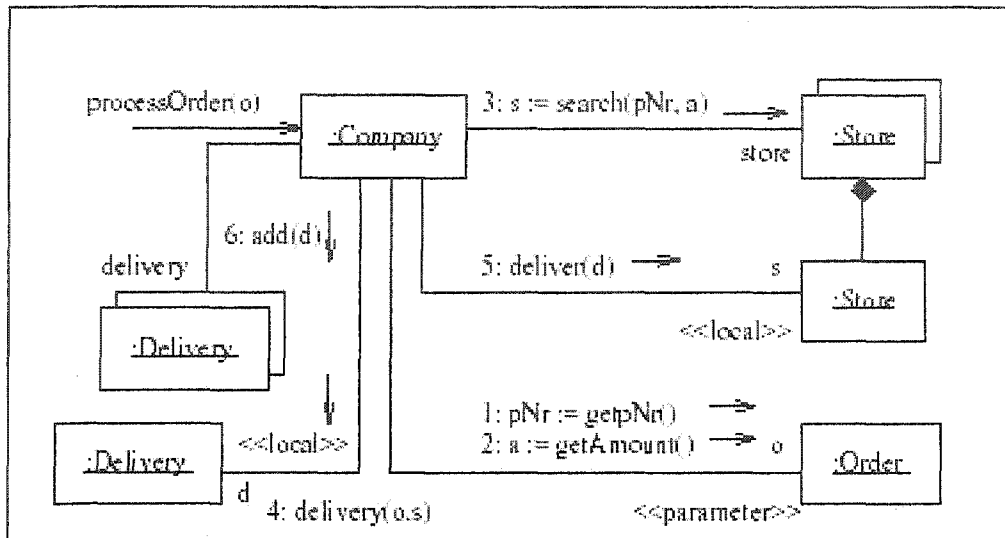 processOrder(o)
:Company
3: s := search(pNr, a)
store
:Store
6: add(d)
delivery
:Delivery
5: deliver(d)
s
:Store
<<local>>
:Delivery
<<local>>
d
4: delivery(o.s)
1: pNr := getpNr()
2: a := getAmount()
o
:Order
<<parameter>>